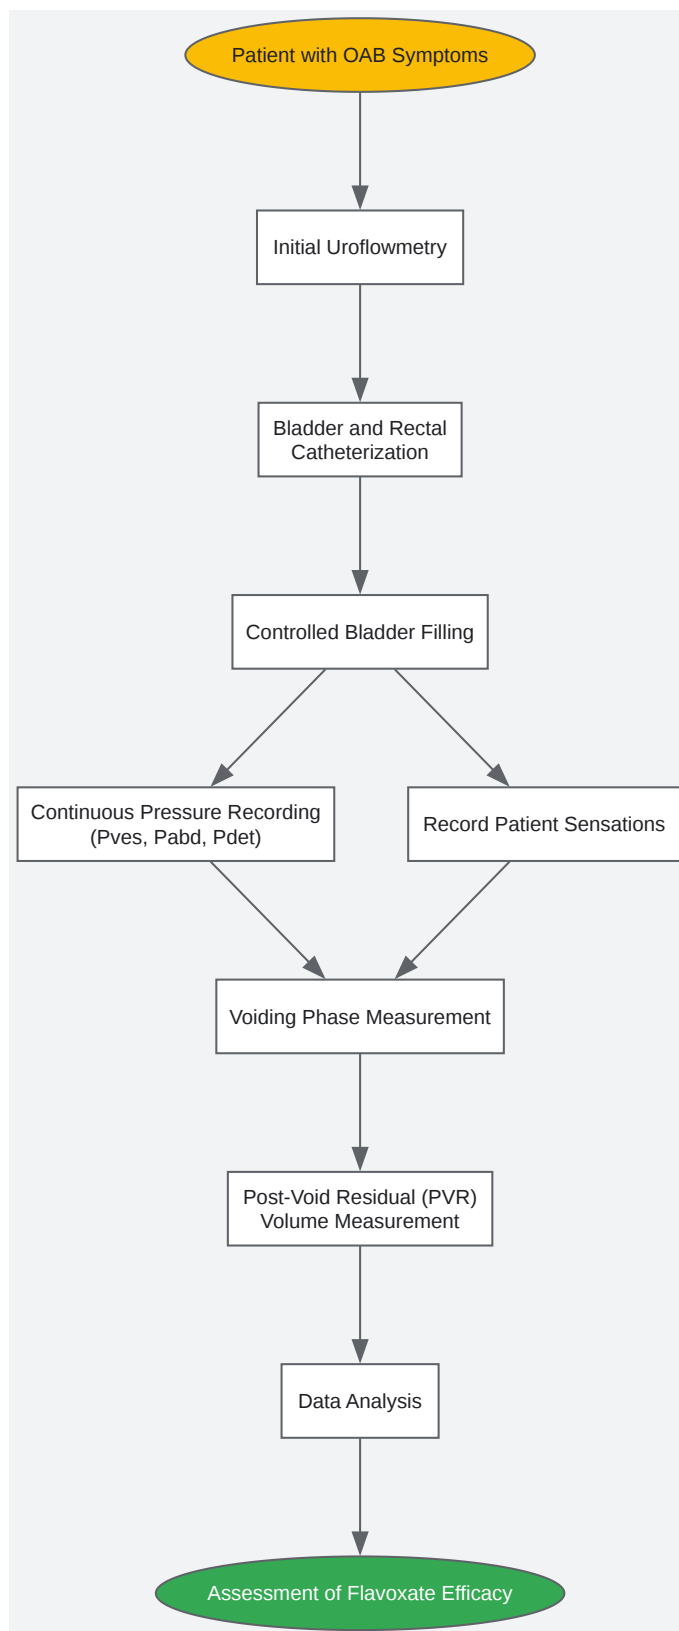 Patient with OAB Symptoms
Initial Uroflowmetry
Bladder and Rectal
Catheterization
Controlled Bladder Filling
Continuous Pressure Recording
(Pves, Pabd, Pdet)
Record Patient Sensations
Voiding Phase Measurement
Post-Void Residual (PVR)
Volume Measurement
Data Analysis
Assessment of Flavoxate Efficacy